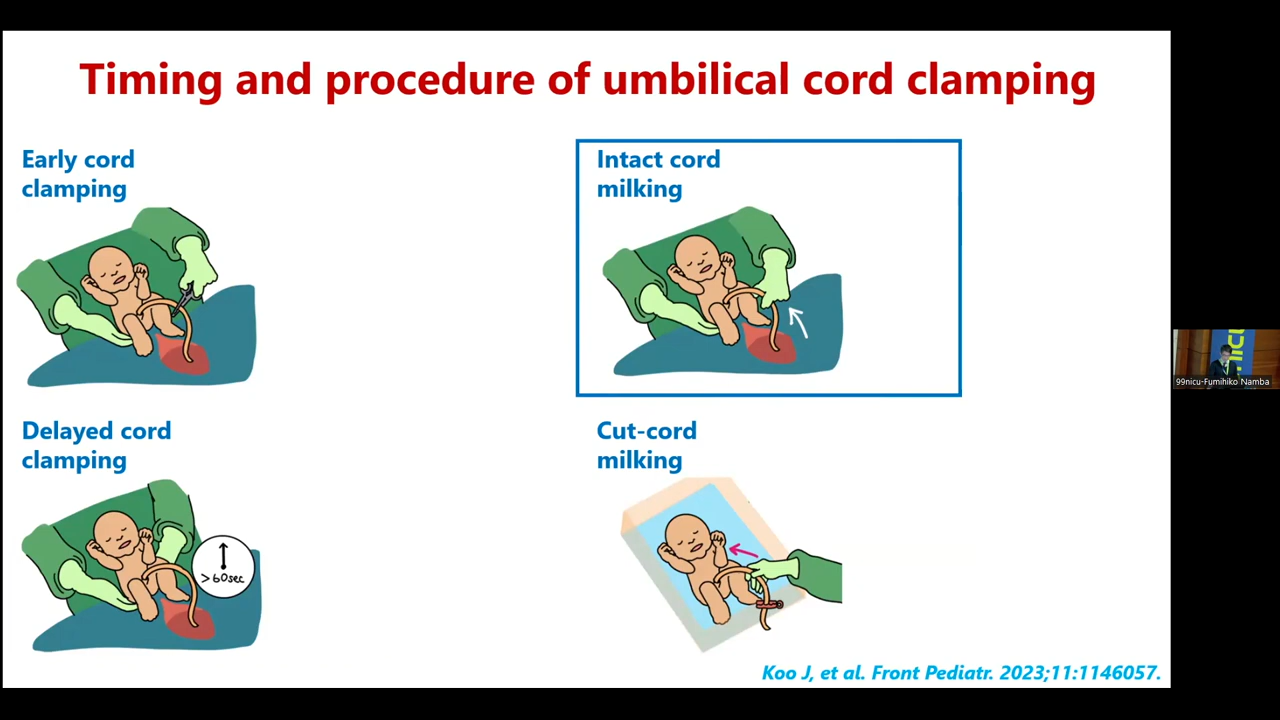 Timing and procedure of umbilical cord clamping
Early cord
clamping
Intact cord
milking
Delayed cord
clamping
>60sec
Cut-cord
milking
Koo J, et al. Front Pediatr. 2023;11:1146057.
nicu
99nicu-Fumihiko Namba